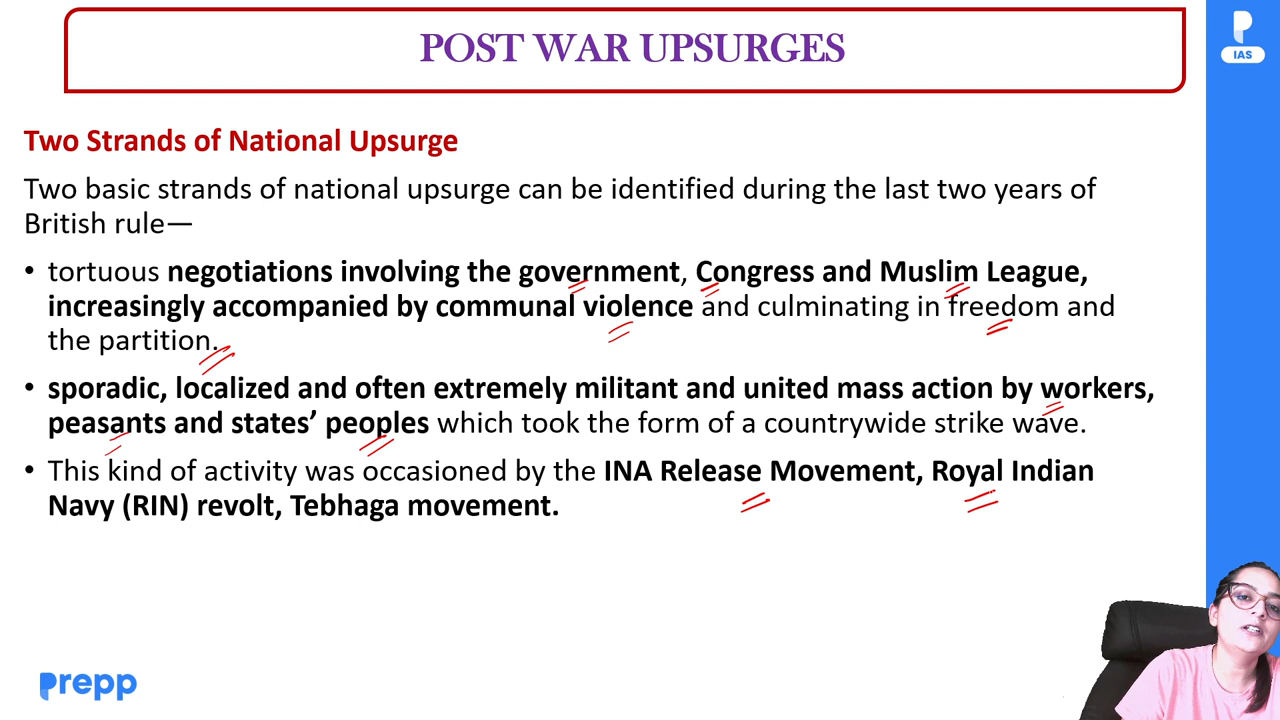 POST WAR UPSURGES
IAS
Two Strands of National Upsurge
Two basic strands of national upsurge can be identified during the last two years of
British rule—
• tortuous negotiations involving the government, Congress and Muslim League,
increasingly accompanied by communal violence and culminating in freedom and
the partition.
• sporadic, localized and often extremely militant and united mass action by workers,
peasants and states’ peoples which took the form of a countrywide strike wave.
• This kind of activity was occasioned by the INA Release Movement, Royal Indian
Navy (RIN) revolt, Tebhaga movement.
prepp